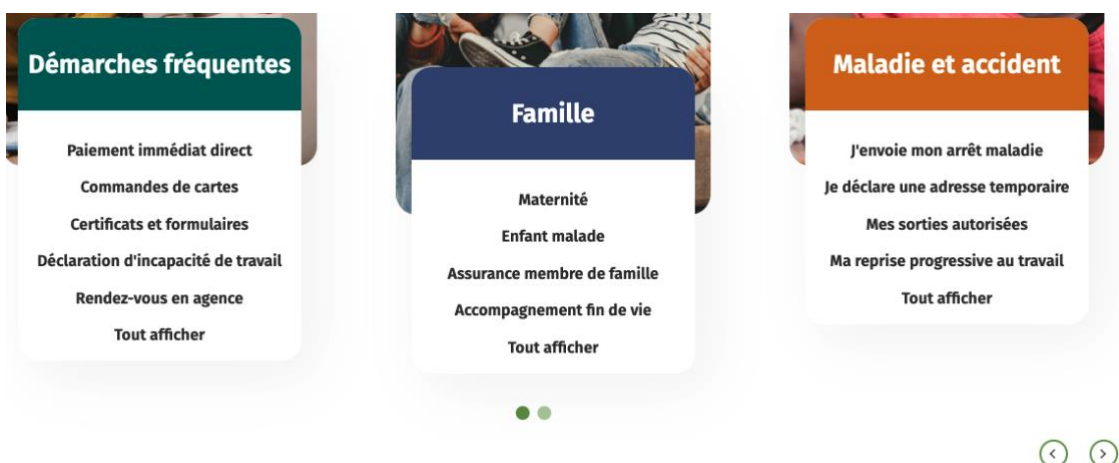 Démarches fréquentes
Paiement immédiat direct
Commandes de cartes
Certificats et formulaires
Déclaration d'incapacité de travail
Rendez-vous en agence
Tout afficher
Famille
Maternité
Enfant malade
Assurance membre de famille
Accompagnement fin de vie
Tout afficher
Maladie et accident
J'envoie mon arrêt maladie
Je déclare une adresse temporaire
Mes sorties autorisées
Ma reprise progressive au travail
Tout afficher